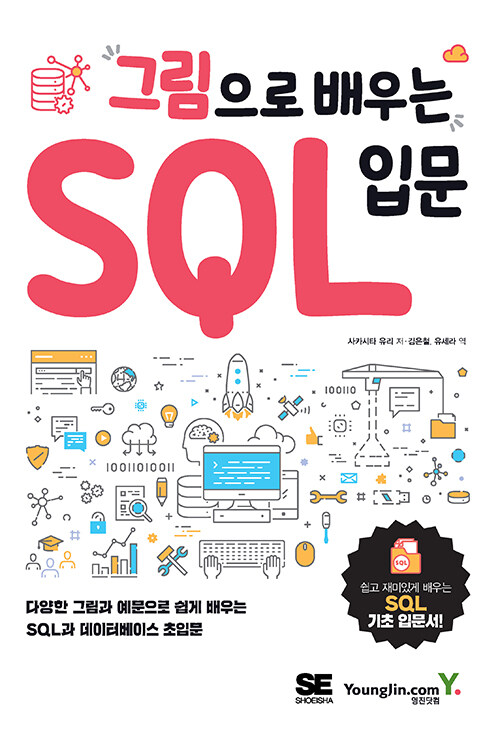 “그림으로 배우는”
SQL 입문
사카시타 유리 저·김은철, 유세라 역
100110
10011011001
다양한 그림과 예문으로 쉽게 배우는
SQL과 데이터베이스 초입문
SQL
쉽고 재미있게 배우는
SQL
기초 입문서!
SE
SHOEISHA
YoungJin.com Y.
영진닷컴